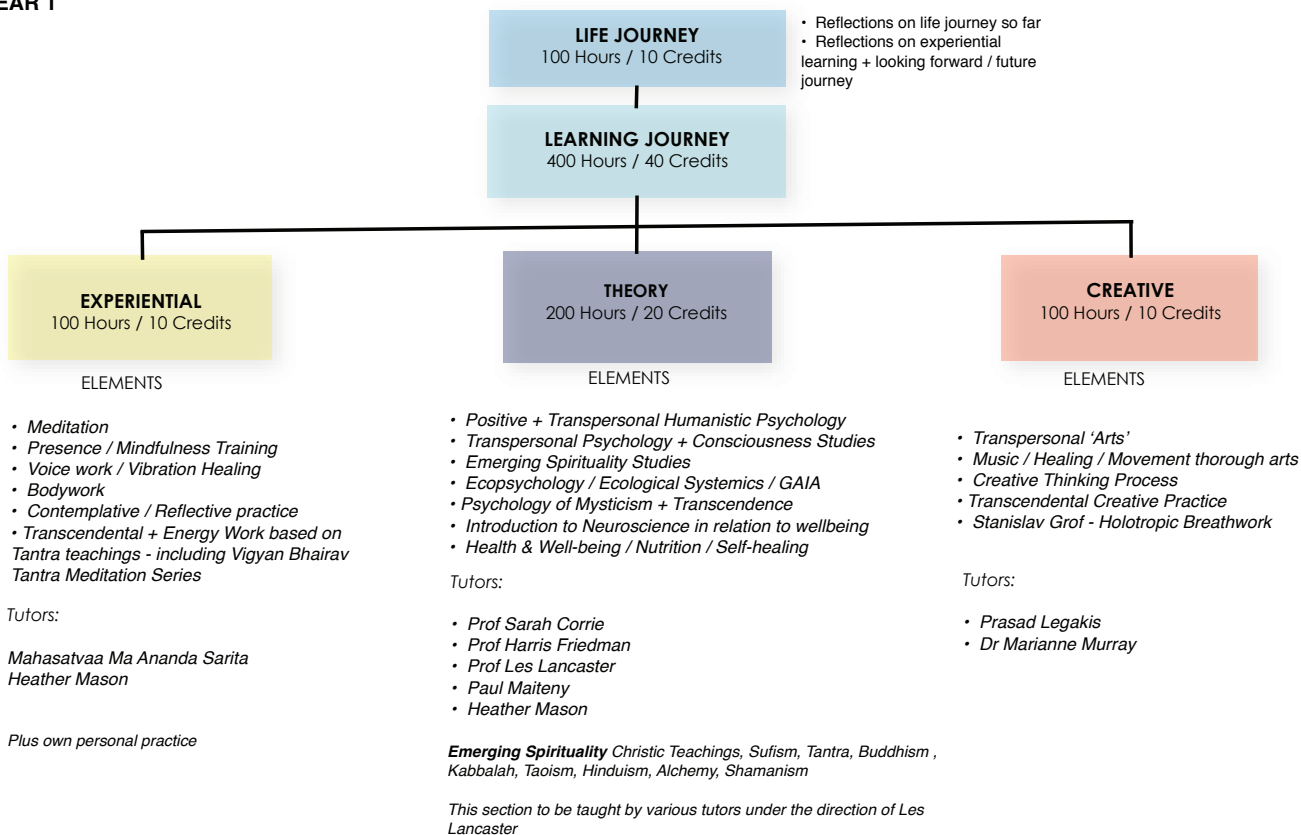 EAR 1
LIFE JOURNEY
100 Hours / 10 Credits
• Reflections on life journey so far
• Reflections on experiential
learning + looking forward / future
journey
LEARNING JOURNEY
400 Hours / 40 Credits
EXPERIENTIAL
100 Hours / 10 Credits
ELEMENTS
• Meditation
• Presence / Mindfulness Training
• Voice work / Vibration Healing
• Bodywork
• Contemplative / Reflective practice
• Transcendental + Energy Work based on
Tantra teachings - including Vigyan Bhairav
Tantra Meditation Series
Tutors:
Mahasatvaa Ma Ananda Sarita
Heather Mason
Plus own personal practice
THEORY
200 Hours / 20 Credits
ELEMENTS
• Positive + Transpersonal Humanistic Psychology
• Transpersonal Psychology + Consciousness Studies
• Emerging Spirituality Studies
• Ecopsychology / Ecological Systemics / GAIA
• Psychology of Mysticism + Transcendence
• Introduction to Neuroscience in relation to wellbeing
• Health & Well-being / Nutrition / Self-healing
Tutors:
• Prof Sarah Corrie
• Prof Harris Friedman
• Prof Les Lancaster
• Paul Maiteny
• Heather Mason
Emerging Spirituality Christic Teachings, Sufism, Tantra, Buddhism ,
Kabbalah, Taoism, Hinduism, Alchemy, Shamanism
This section to be taught by various tutors under the direction of Les
Lancaster
CREATIVE
100 Hours / 10 Credits
ELEMENTS
• Transpersonal ‘Arts’
• Music / Healing / Movement thorough arts
• Creative Thinking Process
• Transcendental Creative Practice
• Stanislav Grof - Holotropic Breathwork
Tutors:
• Prasad Legakis
• Dr Marianne Murray